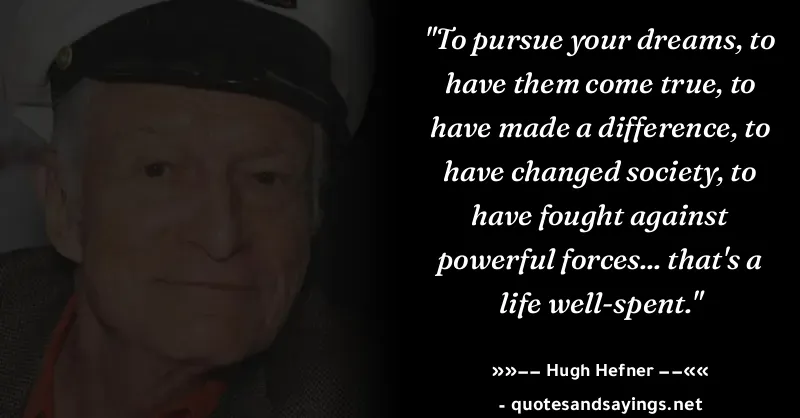 "To pursue your dreams, to
have them come true, to
have made a difference, to
have changed society, to
have fought against
powerful forces... that's a
life well-spent."
»»−− Hugh Hefner −−««
- quotesandsayings.net